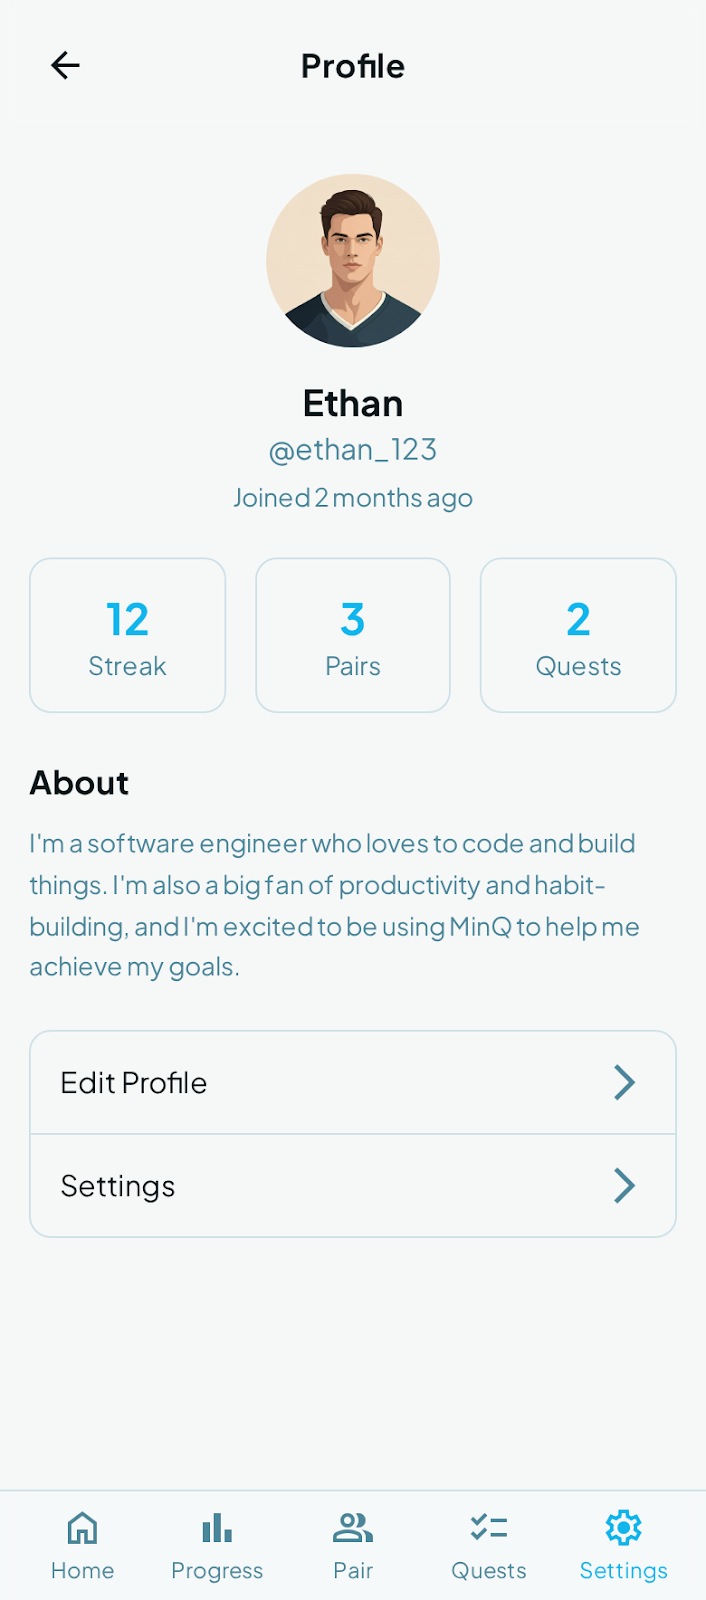 Profile
Ethan
@ethan_123
Joined 2 months ago
12
Streak
3
Pairs
2
Quests
About
I'm a software engineer who loves to code and build
things. I'm also a big fan of productivity and habit-
building, and I'm excited to be using MinQ to help me
achieve my goals.
Edit Profile
Settings
Home
Progress
Pair
Quests
Settings